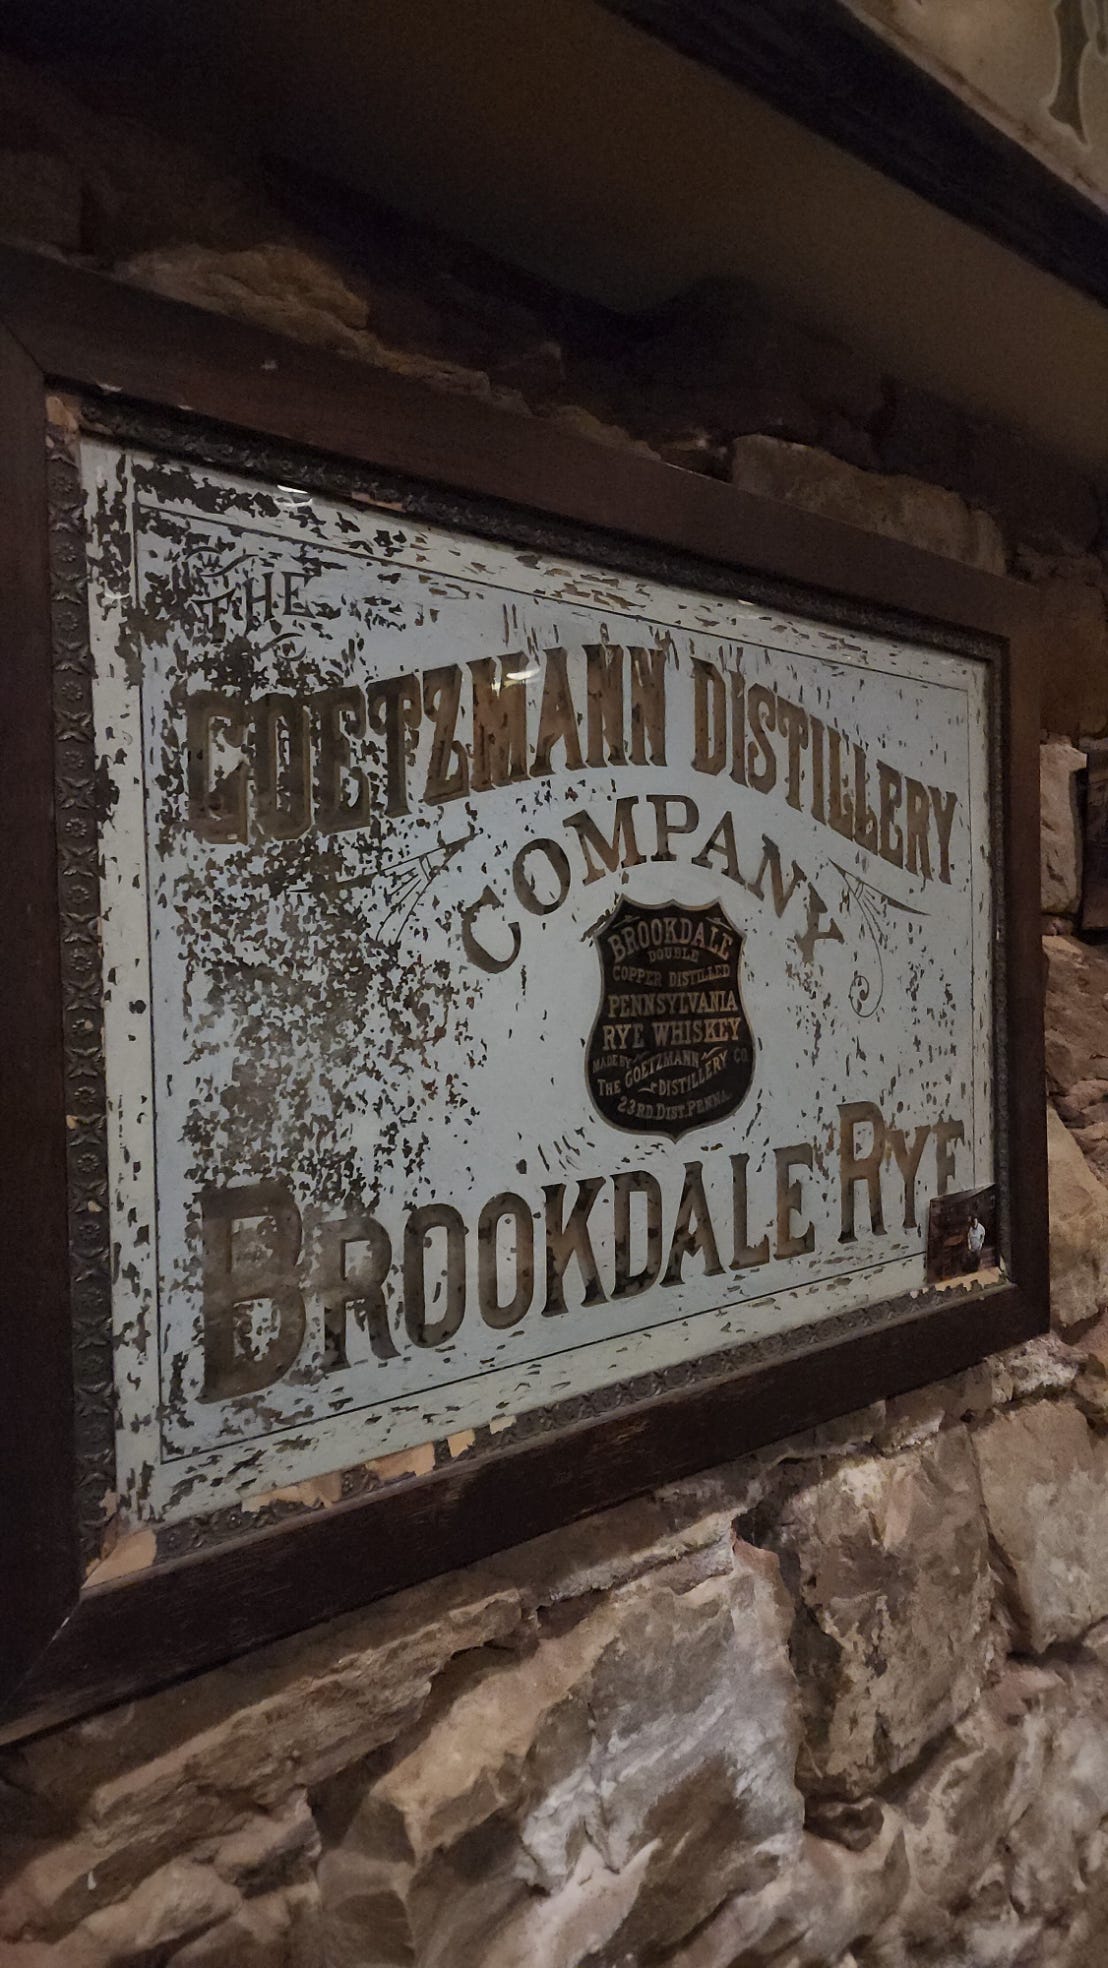 THE
GOETZMANN DISTILLERY
COMPANY
BROOKDALE
DOUBLE
COPPER DISTILLED
PENNSYLVANIA
RYE WHISKEY
MADE BY
THE GOETZMANN
DISTILLERY CO.
23RD. DIST. PENNA.
BROOKDALE RYE